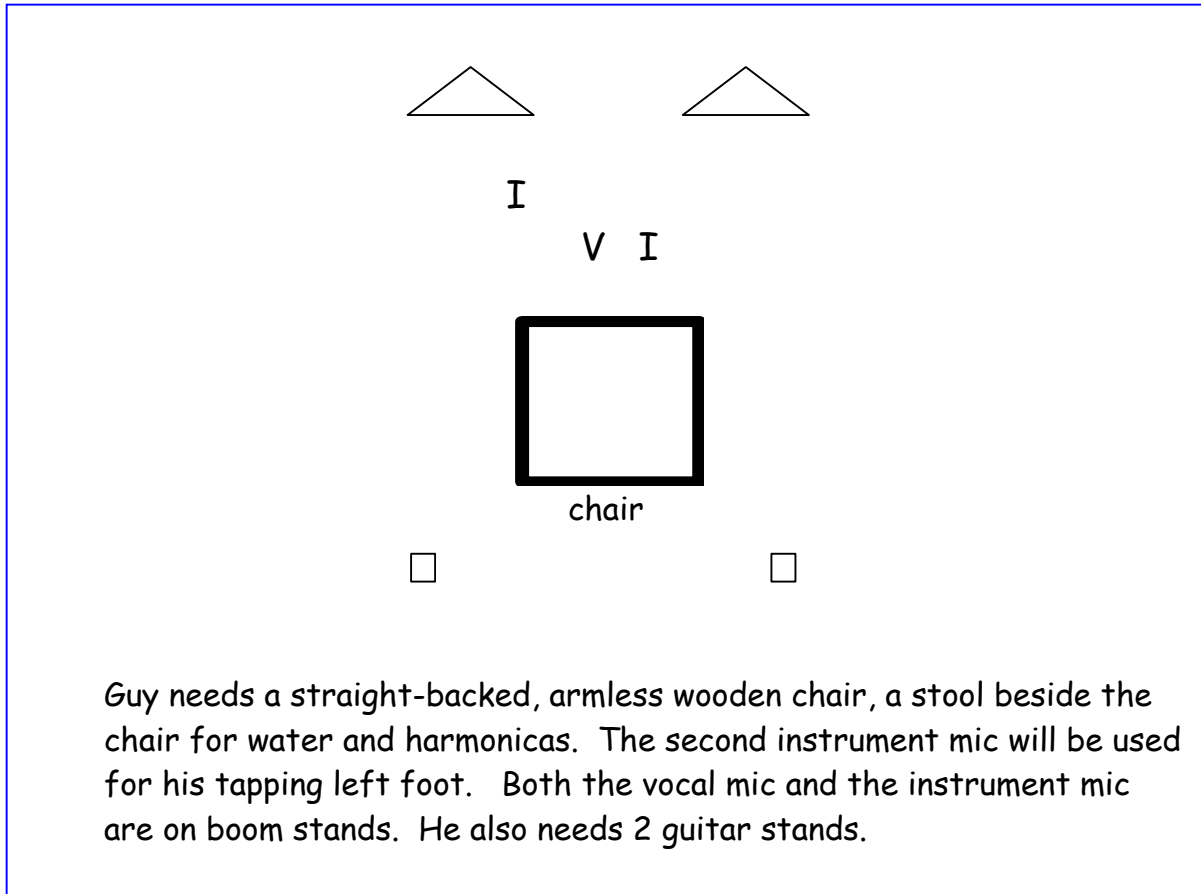 I
V I
chair
Guy needs a straight-backed, armless wooden chair, a stool beside the
chair for water and harmonicas.  The second instrument mic will be used
for his tapping left foot.   Both the vocal mic and the instrument mic
are on boom stands.  He also needs 2 guitar stands.